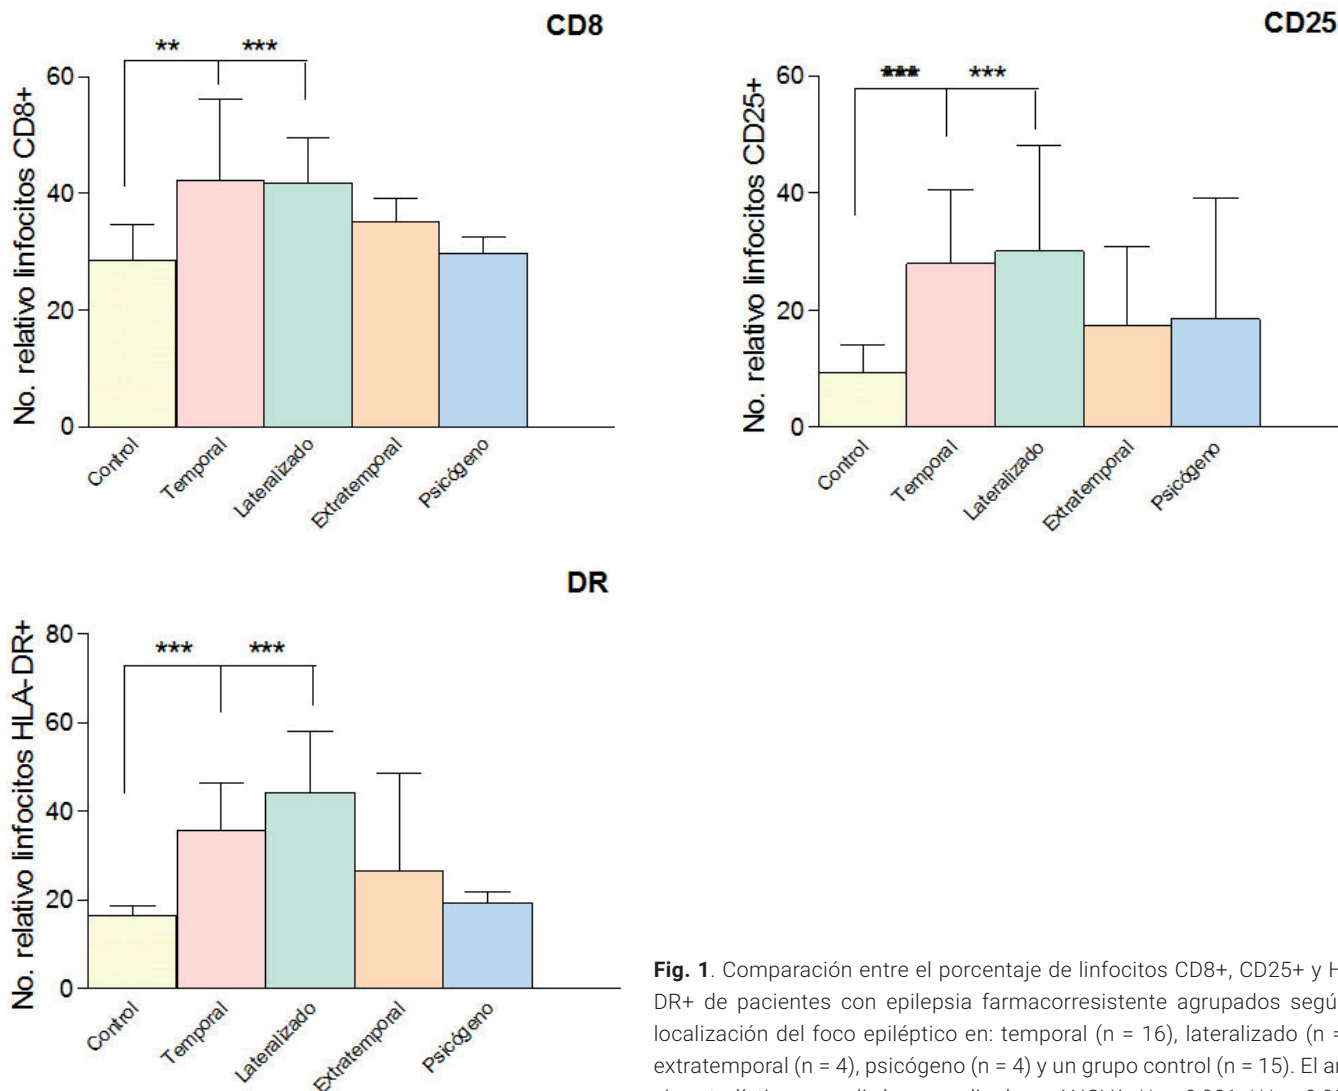 CD8
** ***
No. relativo linfocitos CD8+
60
40
20
0
Control
Temporal
Lateralizado
Extratemporal
Psicógeno
CD25
*** ***
No. relativo linfocitos CD25+
60
40
20
0
Control
Temporal
Lateralizado
Extratemporal
Psicógeno
DR
*** ***
No. relativo linfocitos HLA-DR+
80
60
40
20
0
Control
Temporal
Lateralizado
Extratemporal
Psicógeno
Fig. 1. Comparación entre el porcentaje de linfocitos CD8+, CD25+ y H
DR+ de pacientes con epilepsia farmacorresistente agrupados segú
localización del foco epiléptico en: temporal (n = 16), lateralizado (n =
extratemporal (n = 4), psicógeno (n = 4) y un grupo control (n = 15). El